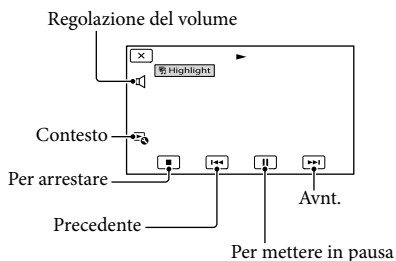 Regolazione del volume
Highlight
Contesto
Per arrestare
Avnt.
Precedente
Per mettere in pausa